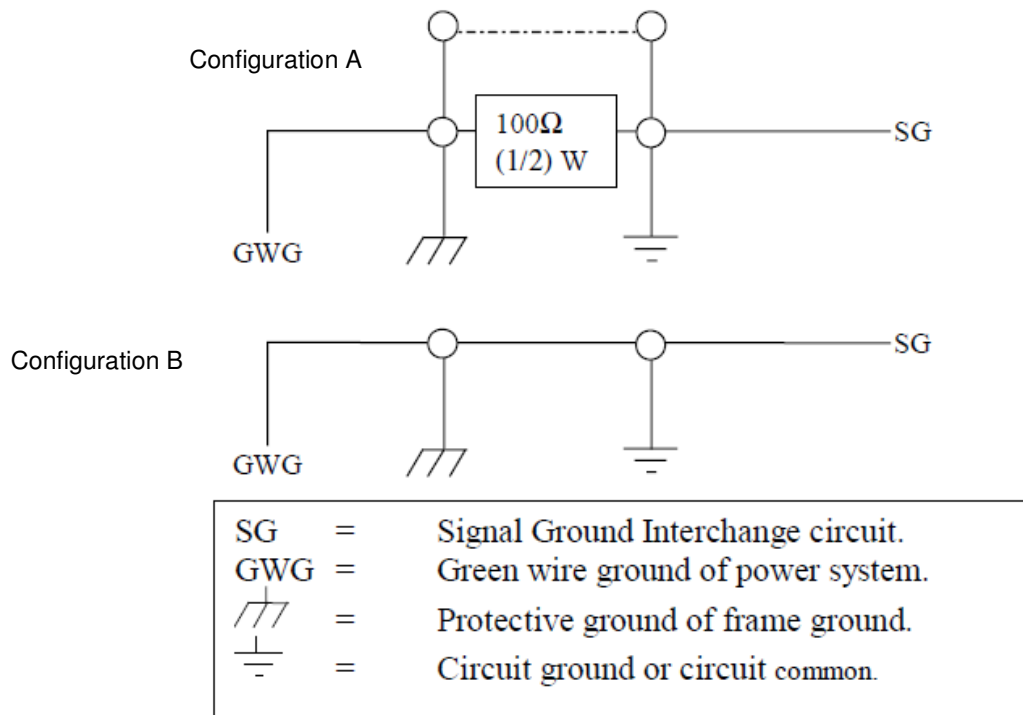 Configuration A
100Ω
(1/2) W
SG
GWG
Configuration B
SG
GWG
SG = Signal Ground Interchange circuit.
GWG = Green wire ground of power system.
= Protective ground of frame ground.
= Circuit ground or circuit common.